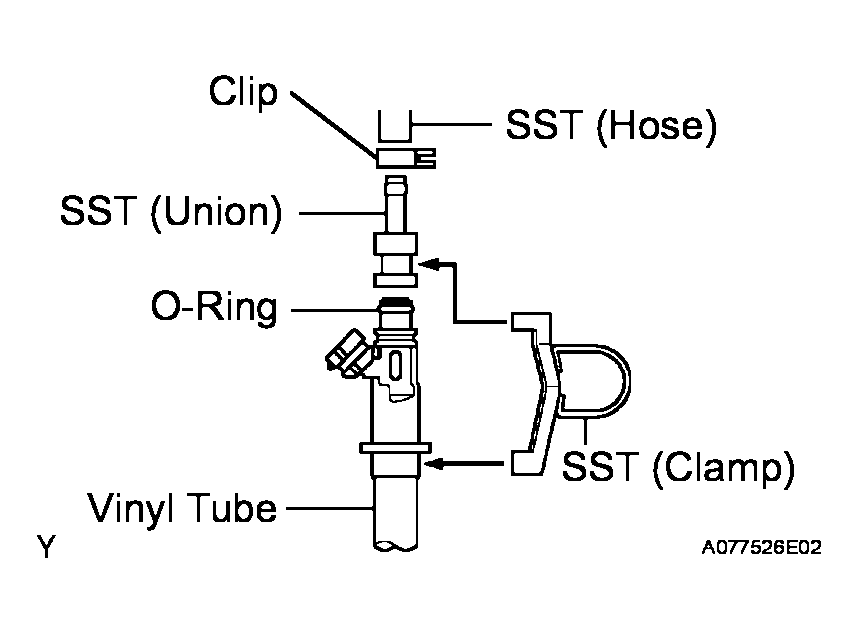 Clip
SST (Hose)
SST (Union)
O-Ring
SST (Clamp)
Vinyl Tube
Y
A077526E02